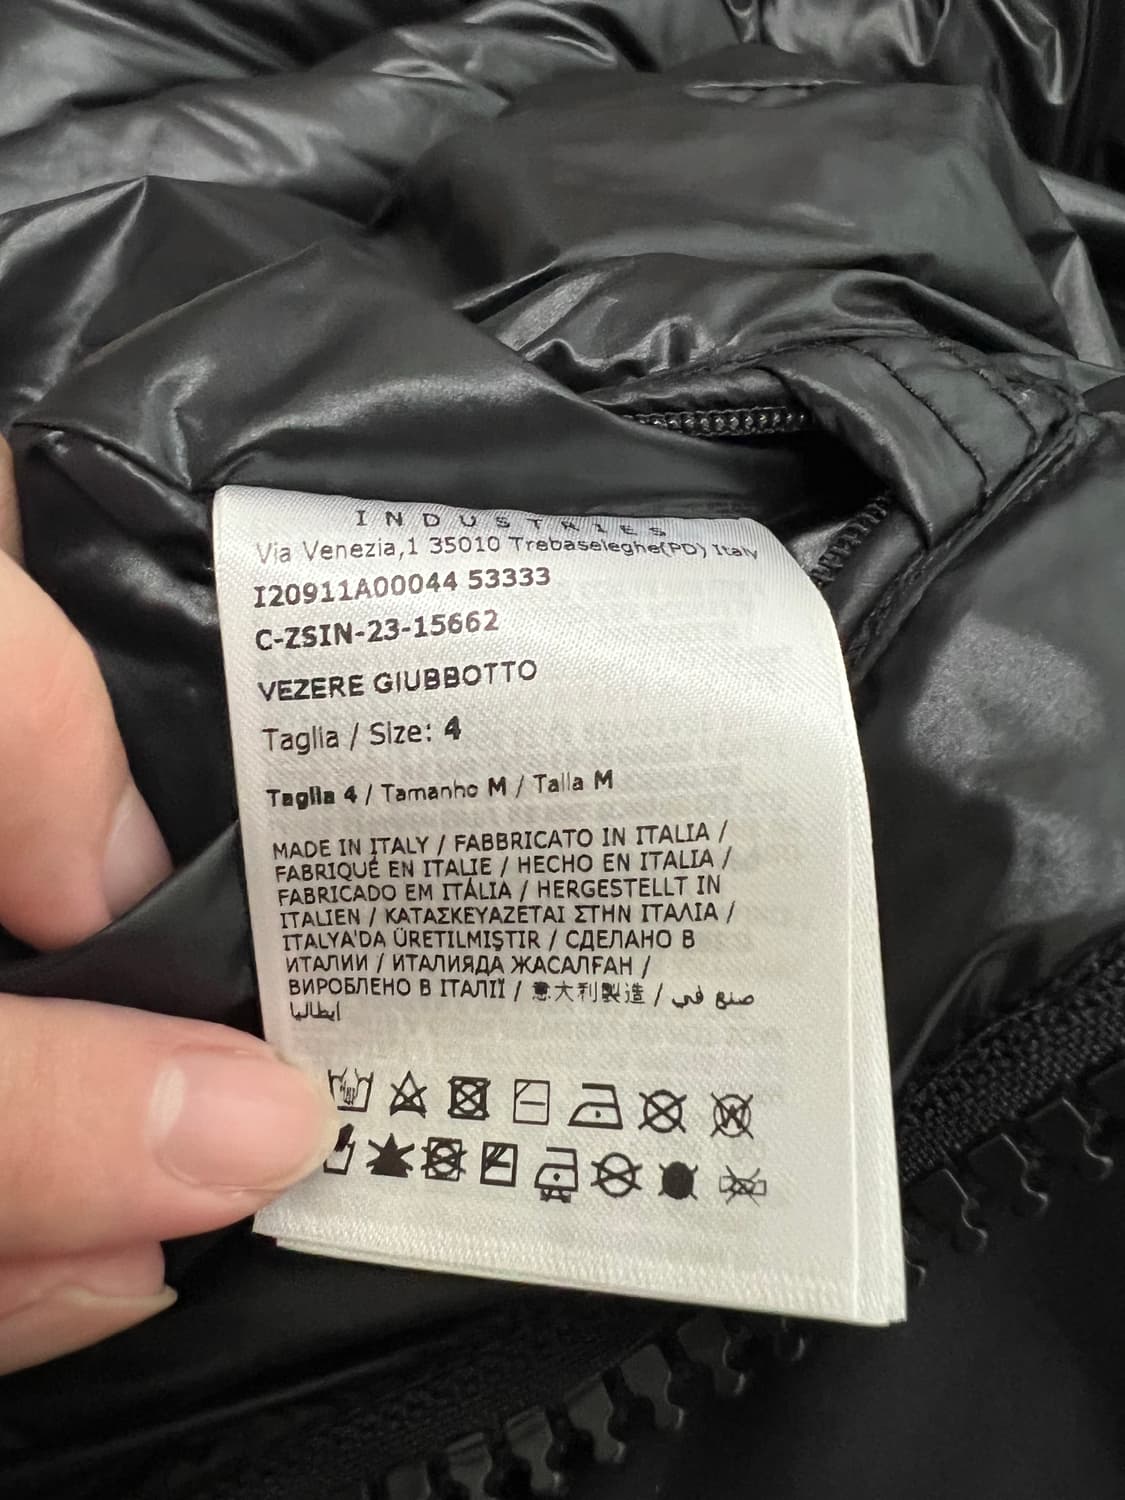 INDUSTRIES
Via Venezia,1 35010 Trebaseleghe(PD) Italy
I20911A00044 53333
C-ZSIN-23-15662
VEZERE GIUBBOTTO
Taglia / Size: 4
Taglia 4 / Tamanho M / Talla M
MADE IN ITALY / FABBRICATO IN ITALIA /
FABRIQUÉ EN ITALIE / HECHO EN ITALIA /
FABRICADO EM ITÁLIA / HERGESTELLT IN
ITALIEN / ΚΑΤΑΣΚΕΥΑΖΕΤΑΙ ΣΤΗΝ ΙΤΑΛΙΑ /
ITALYA'DA ÜRETILMIŞTIR / СДЕЛАНО В
ИТАЛИИ / ИТАЛИЯДА ЖАСАЛҒАН /
ВИРОБЛЕНО В ІТАЛІЇ / 意大利製造 / صنع في
ايطاليا